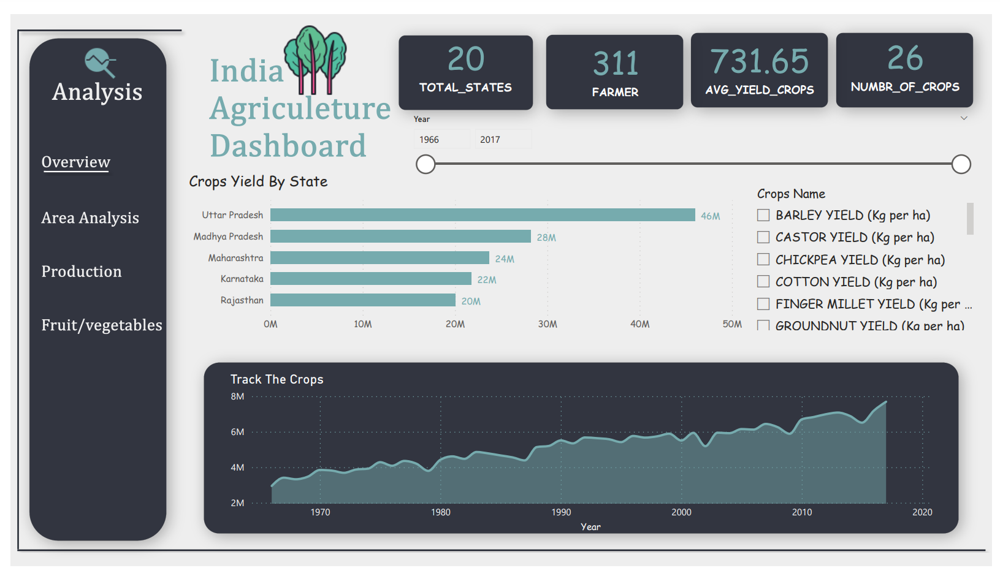 Analysis
Overview
Area Analysis
Production
Fruit/vegetables
India
Agriculeture
Dashboard
20
TOTAL_STATES
311
FARMER
731.65
AVG_YIELD_CROPS
26
NUMBR_OF_CROPS
Year
1966 2017
Crops Yield By State
Uttar Pradesh 46M
Madhya Pradesh 28M
Maharashtra 24M
Karnataka 22M
Rajasthan 20M
0M 10M 20M 30M 40M 50M
Crops Name
BARLEY YIELD (Kg per ha)
CASTOR YIELD (Kg per ha)
CHICKPEA YIELD (Kg per ha)
COTTON YIELD (Kg per ha)
FINGER MILLET YIELD (Kg per ...
GROUNDNUT YIELD (Kg per ha)
Track The Crops
8M
6M
4M
2M
1970 1980 1990 2000 2010 2020
Year